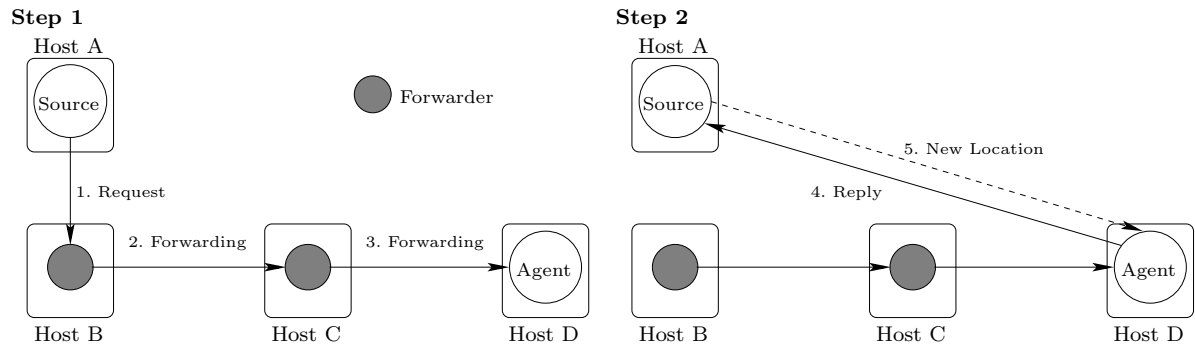 Step 1
Host A
Source
Forwarder
1. Request
2. Forwarding
3. Forwarding
Agent
Host B
Host C
Host D
Step 2
Host A
Source
5. New Location
4. Reply
Agent
Host B
Host C
Host D